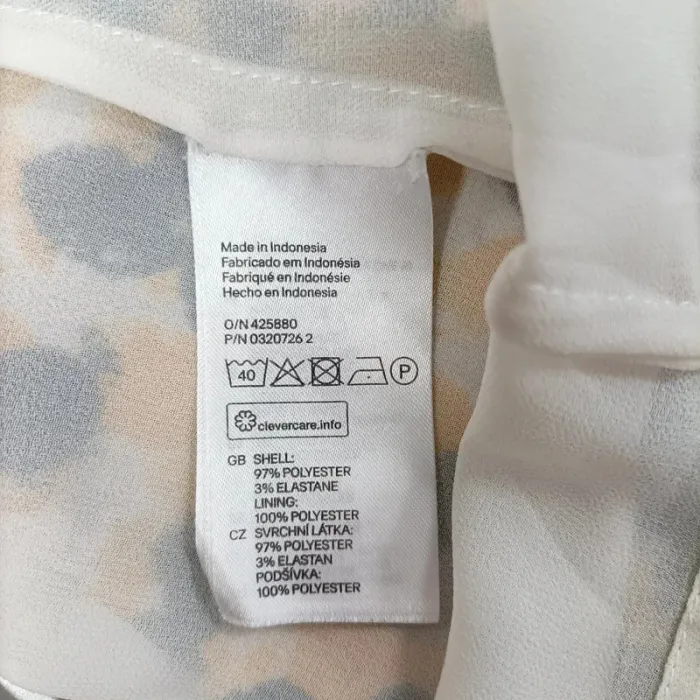 Made in Indonesia
Fabricado em Indonésia
Fabriqué en Indonésie
Hecho en Indonesia
O/N 425880
P/N 0320726 2
40 P
clevercare.info
GB SHELL:
97% POLYESTER
3% ELASTANE
LINING:
100% POLYESTER
CZ SVRCHNÍ LÁTKA:
97% POLYESTER
3% ELASTAN
PODŠÍVKA:
100% POLYESTER